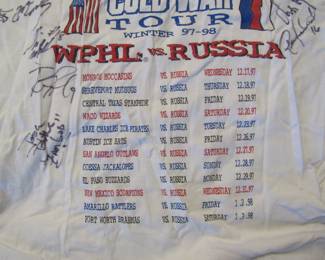 COLD WAR
TOUR
WINTER 97-98
WPHL vs. RUSSIA
MONROE MOCCASINS VS. RUSSIA WEDNESDAY 12.17.97
SHREVEPORT MUDBUGS VS. RUSSIA THURSDAY 12.18.97
CENTRAL TEXAS STAMPEDE VS. RUSSIA FRIDAY 12.19.97
WACO WIZARDS VS. RUSSIA SATURDAY 12.20.97
LAKE CHARLES ICE PIRATES VS. RUSSIA TUESDAY 12.23.97
AUSTIN ICE BATS VS. RUSSIA FRIDAY 12.26.97
SAN ANGELO OUTLAWS VS. RUSSIA SATURDAY 12.27.97
ODESSA JACKALOPES VS. RUSSIA SUNDAY 12.28.97
EL PASO BUZZARDS VS. RUSSIA MONDAY 12.29.97
NEW MEXICO SCORPIONS VS. RUSSIA WEDNESDAY 12.31.97
AMARILLO RATTLERS VS. RUSSIA FRIDAY 1.2.98
FORT WORTH BRAHMAS VS. RUSSIA SATURDAY 1.3.98